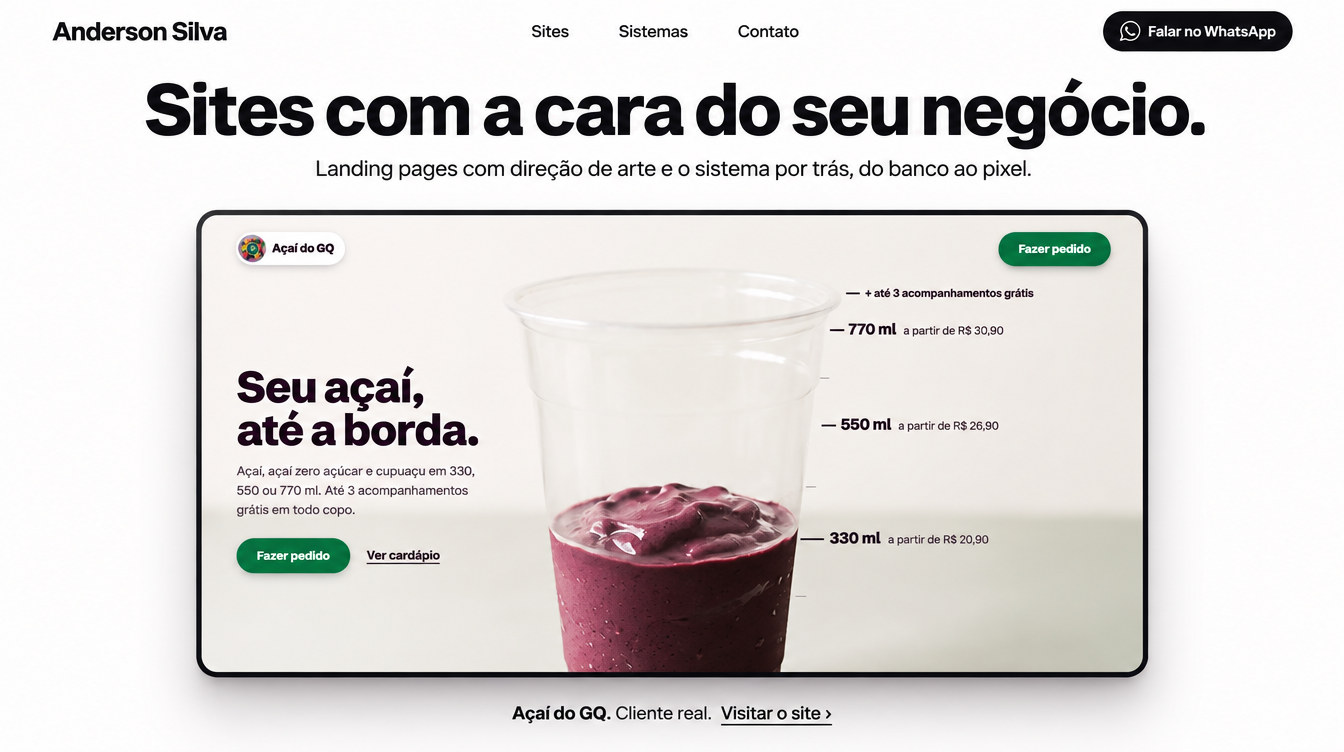 Anderson Silva
Sites
Sistemas
Contato
Falar no WhatsApp
Sites com a cara do seu negócio.
Landing pages com direção de arte e o sistema por trás, do banco ao pixel.
Açaí do GQ
Fazer pedido
+ até 3 acompanhamentos grátis
770 ml a partir de R$ 30,90
Seu açaí,
até a borda.
550 ml a partir de R$ 26,90
Açaí, açaí zero açúcar e cupuaçu em 330,
550 ou 770 ml. Até 3 acompanhamentos
grátis em todo copo.
330 ml a partir de R$ 20,90
Fazer pedido
Ver cardápio
Açaí do GQ. Cliente real. Visitar o site ›